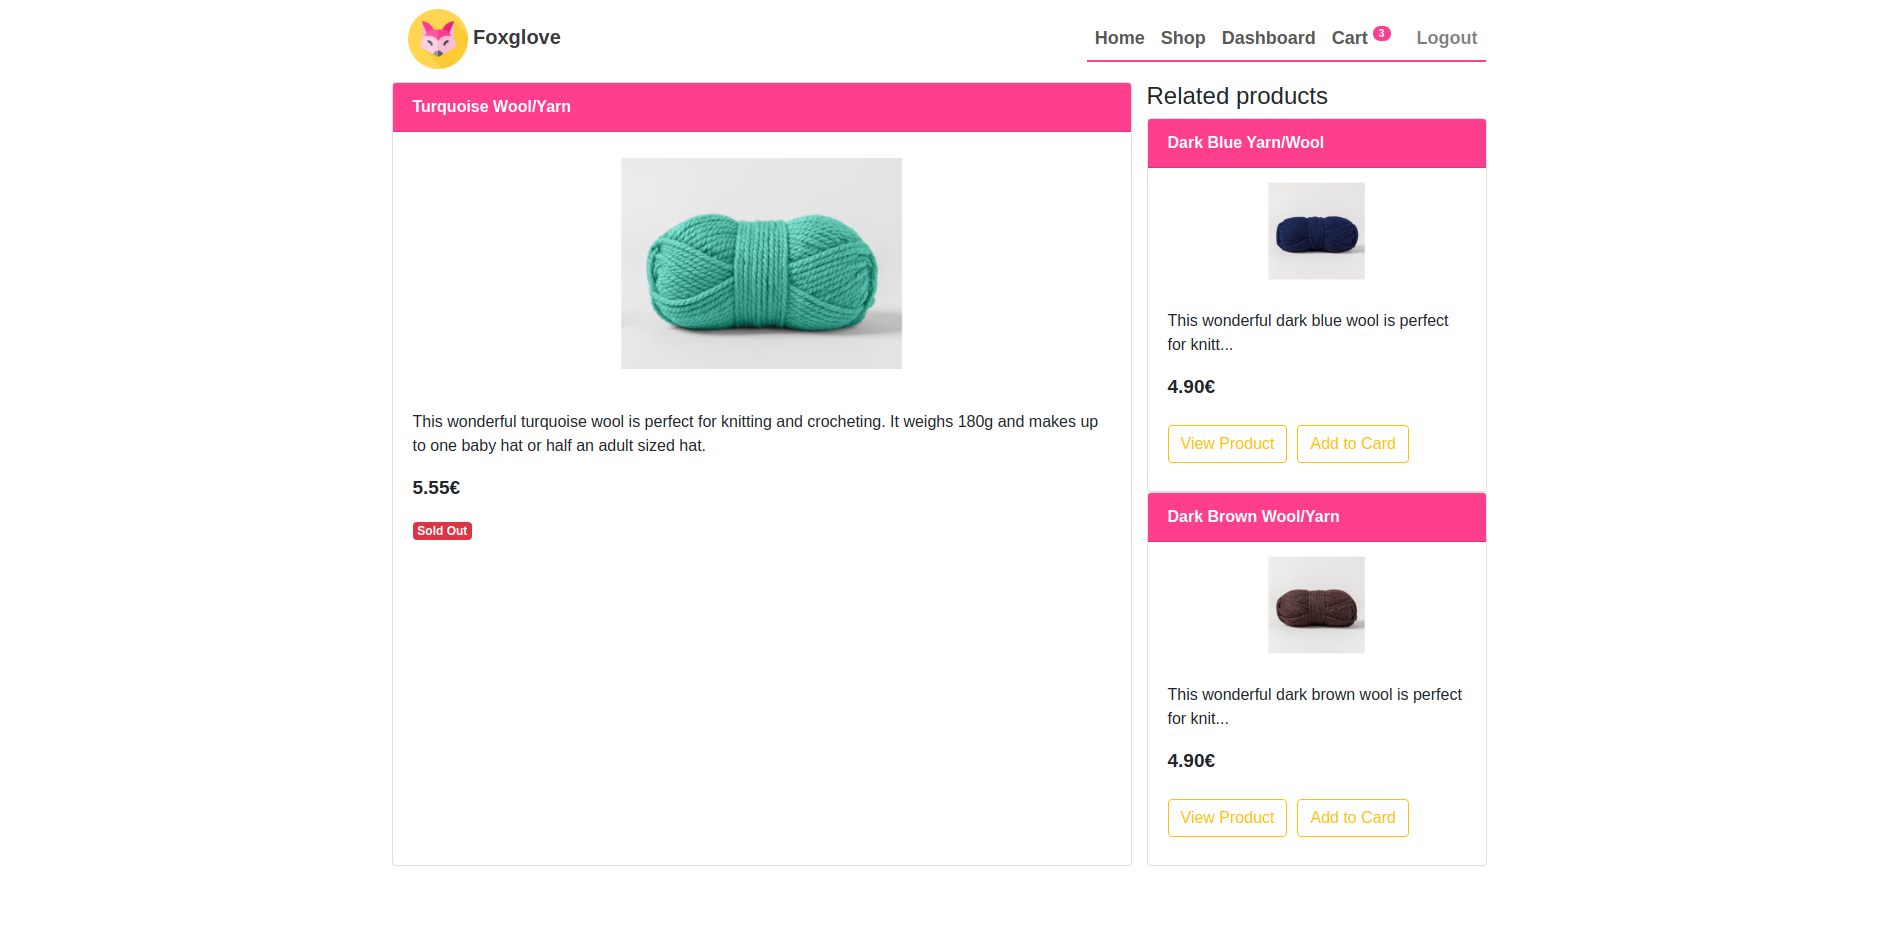 Foxglove
Home Shop Dashboard Cart 3 Logout
Turquoise Wool/Yarn
This wonderful turquoise wool is perfect for knitting and crocheting. It weighs 180g and makes up
to one baby hat or half an adult sized hat.
5.55€
Sold Out
Related products
Dark Blue Yarn/Wool
This wonderful dark blue wool is perfect
for knitt...
4.90€
View Product Add to Card
Dark Brown Wool/Yarn
This wonderful dark brown wool is perfect
for knit...
4.90€
View Product Add to Card